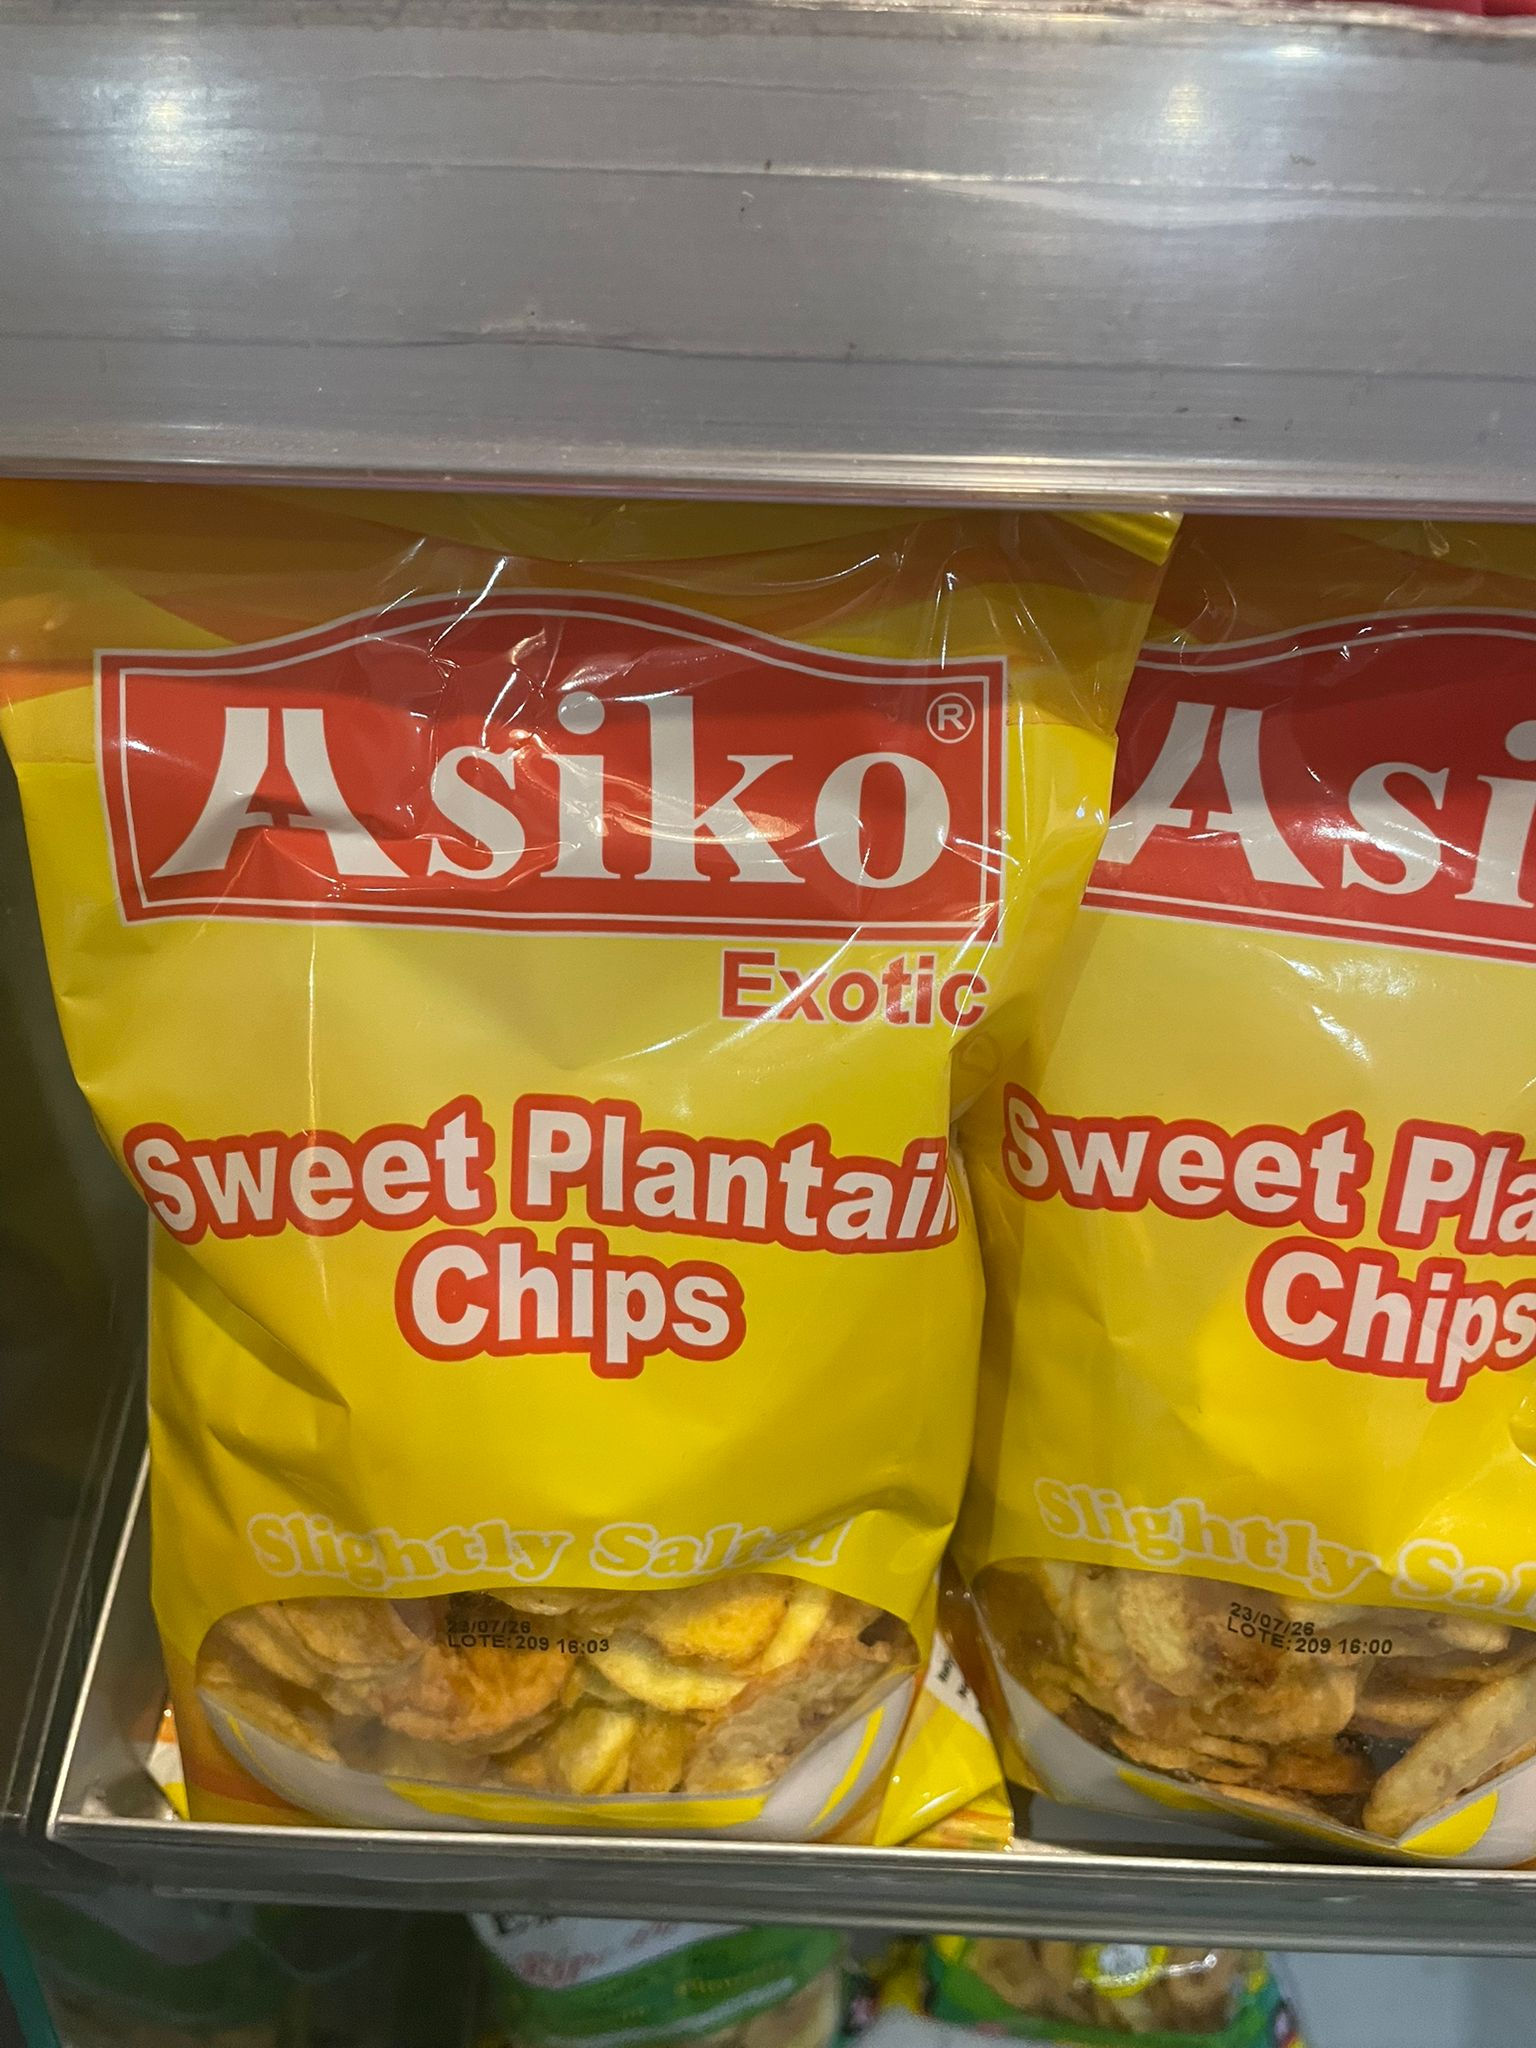 Asiko®
Exotic
Sweet Plantain
Chips
Slightly Salted
23/07/26
LOTE: 209 16:03
Asi
Sweet Pla
Chips
Slightly Sal
23/07/26
LOTE: 209 16:00